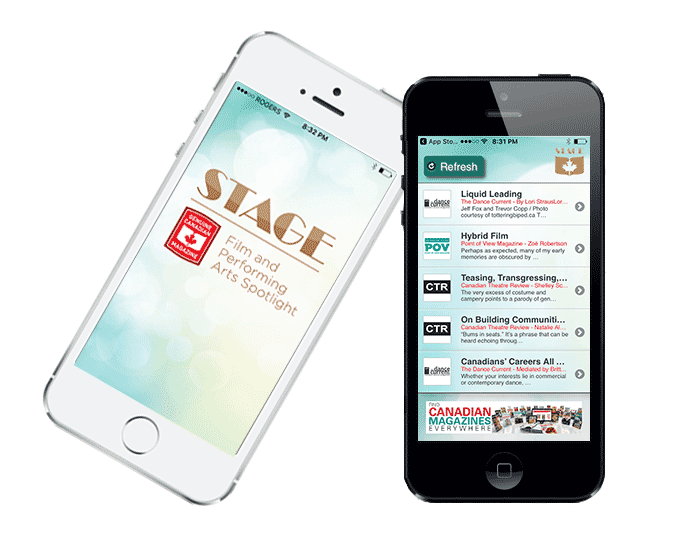 ROGERS
8:32 PM
STAGE
GENUINE
CANADIAN
MAGAZINE
Film and
Performing
Arts Spotlight
App Sto...
8:31 PM
STAGE
Refresh
Liquid Leading
The Dance Current - By Lon StrausLor...
Jeff Fox and Trevor Copp / Photo
courtesy of totteringbiped.ca T...
Hybrid Film
Point of View Magazine - Zoë Robertson
Perhaps as expected, many of my early
memories are obscured by ...
POV
Teasing, Transgressing,...
Canadian Theatre Review - Shelley Sc...
The very excess of costume and
campery points to a parody of gen...
CTR
On Building Communiti...
Canadian Theatre Review - Natalie Al...
"Bums in seats." It's a phrase that can be
heard echoing throug...
CTR
Canadians' Careers All ...
The Dance Current - Mediated by Britt...
Whether your interests lie in commercial
or contemporary dance, ...
dance
current
FIND
CANADIAN
MAGAZINES
EVERYWHERE